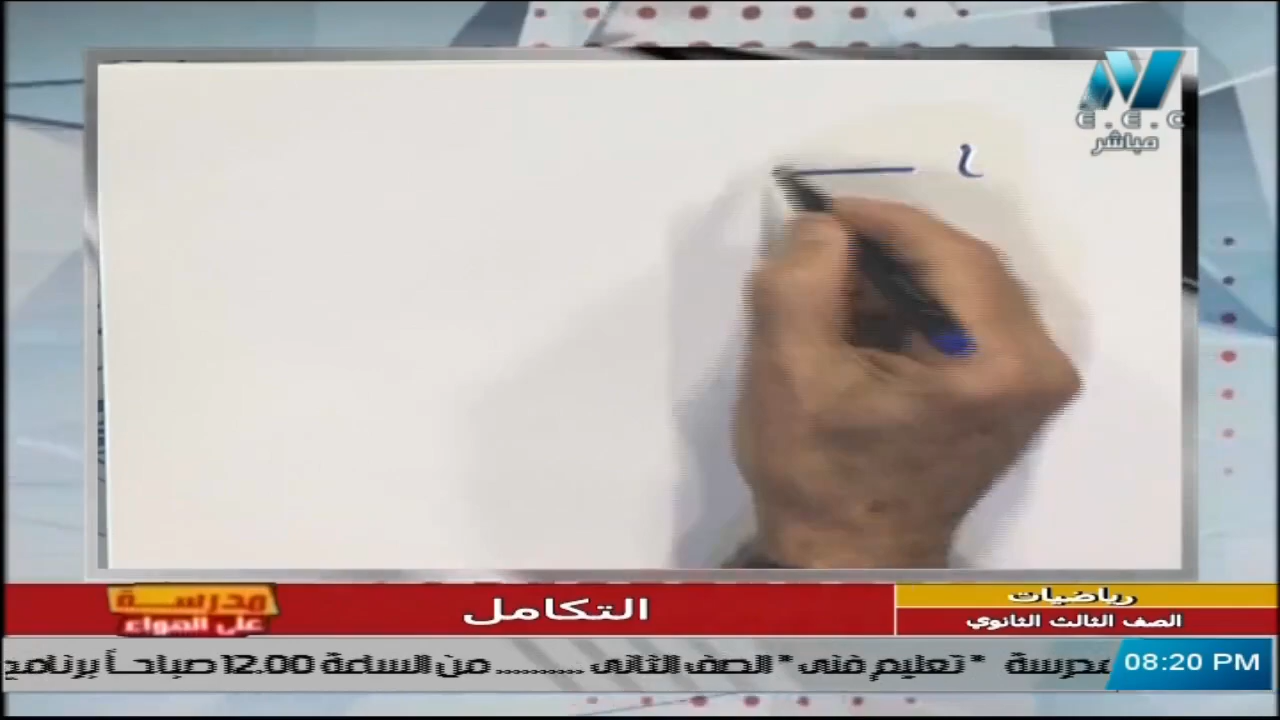 E.E.C
مباشر
رياضيات
التكامل
مدرسة
على الهواء
الصف الثالث الثانوي
08:20 PM
مدرسة * تعليم فنى * الصف الثانى .......... من الساعة 12.00 صباحاً برنامج